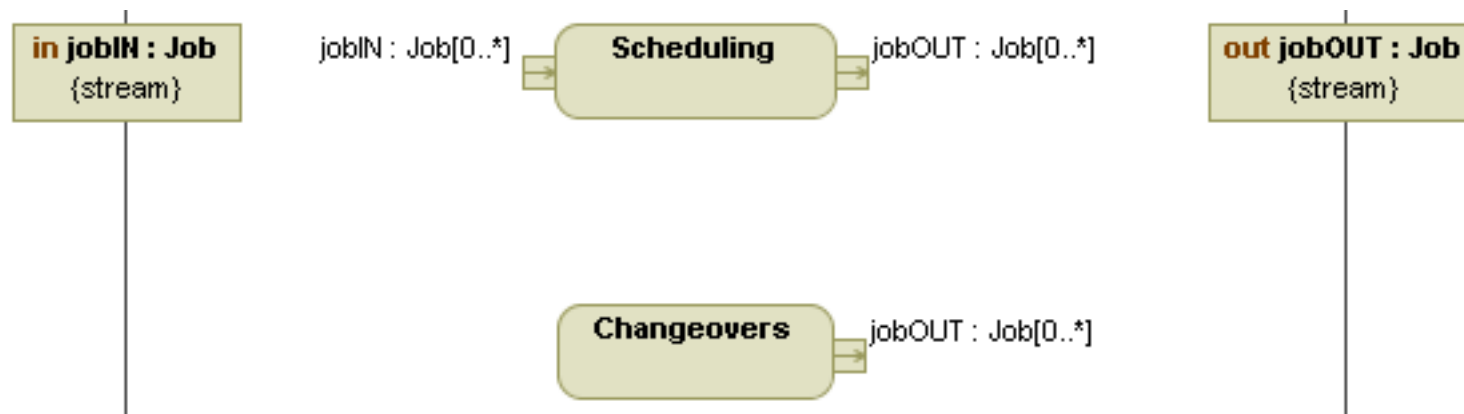 in jobIN : Job
{stream}
jobIN : Job[0..*]
Scheduling
jobOUT : Job[0..*]
out jobOUT : Job
{stream}
Changeovers
jobOUT : Job[0..*]